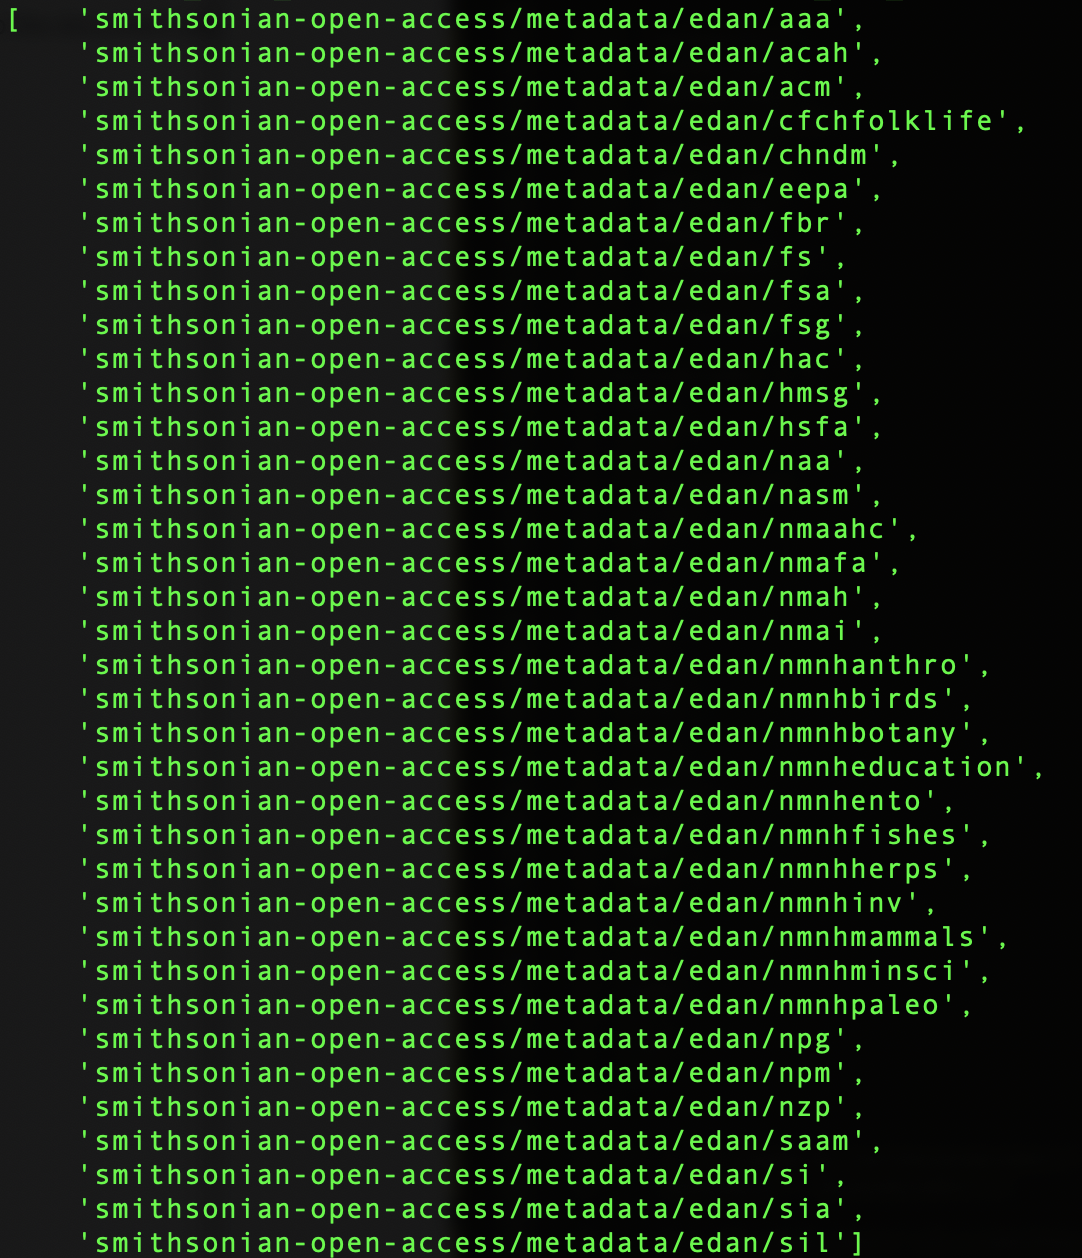 [    'smithsonian-open-access/metadata/edan/aaa',
     'smithsonian-open-access/metadata/edan/acah',
     'smithsonian-open-access/metadata/edan/acm',
     'smithsonian-open-access/metadata/edan/cfchfolklife',
     'smithsonian-open-access/metadata/edan/chndm',
     'smithsonian-open-access/metadata/edan/eepa',
     'smithsonian-open-access/metadata/edan/fbr',
     'smithsonian-open-access/metadata/edan/fs',
     'smithsonian-open-access/metadata/edan/fsa',
     'smithsonian-open-access/metadata/edan/fsg',
     'smithsonian-open-access/metadata/edan/hac',
     'smithsonian-open-access/metadata/edan/hmsg',
     'smithsonian-open-access/metadata/edan/hsfa',
     'smithsonian-open-access/metadata/edan/naa',
     'smithsonian-open-access/metadata/edan/nasm',
     'smithsonian-open-access/metadata/edan/nmaahc',
     'smithsonian-open-access/metadata/edan/nmafa',
     'smithsonian-open-access/metadata/edan/nmah',
     'smithsonian-open-access/metadata/edan/nmai',
     'smithsonian-open-access/metadata/edan/nmnhanthro',
     'smithsonian-open-access/metadata/edan/nmnhbirds',
     'smithsonian-open-access/metadata/edan/nmnhbotany',
     'smithsonian-open-access/metadata/edan/nmnheducation',
     'smithsonian-open-access/metadata/edan/nmnhento',
     'smithsonian-open-access/metadata/edan/nmnhfishes',
     'smithsonian-open-access/metadata/edan/nmnhherps',
     'smithsonian-open-access/metadata/edan/nmnhinv',
     'smithsonian-open-access/metadata/edan/nmnhmammals',
     'smithsonian-open-access/metadata/edan/nmnhminsci',
     'smithsonian-open-access/metadata/edan/nmnhpaleo',
     'smithsonian-open-access/metadata/edan/npg',
     'smithsonian-open-access/metadata/edan/npm',
     'smithsonian-open-access/metadata/edan/nzp',
     'smithsonian-open-access/metadata/edan/saam',
     'smithsonian-open-access/metadata/edan/si',
     'smithsonian-open-access/metadata/edan/sia',
     'smithsonian-open-access/metadata/edan/sil']